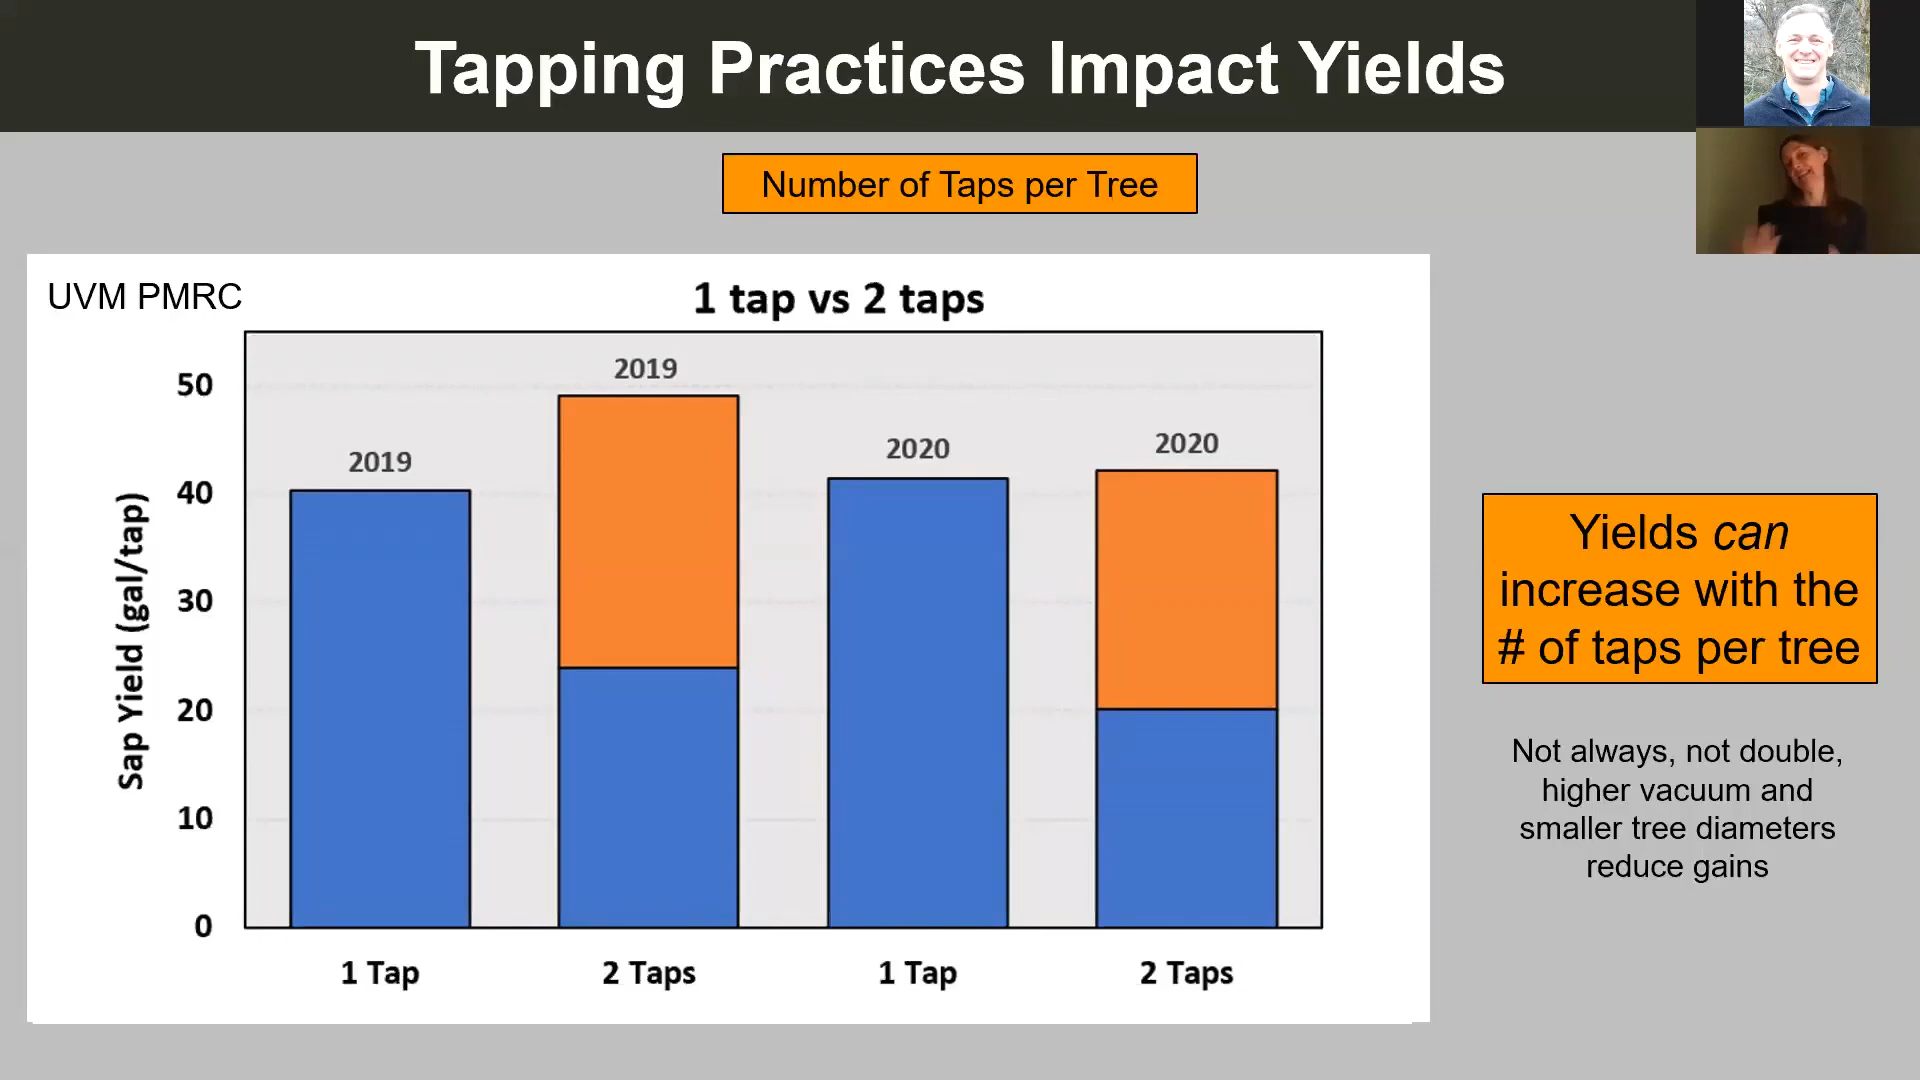 Tapping Practices Impact Yields
Number of Taps per Tree
UVM PMRC
1 tap vs 2 taps
Sap Yield (gal/tap)
50
40
30
20
10
0
2019
2019
2020
2020
1 Tap
2 Taps
1 Tap
2 Taps
Yields can
increase with the
# of taps per tree
Not always, not double,
higher vacuum and
smaller tree diameters
reduce gains